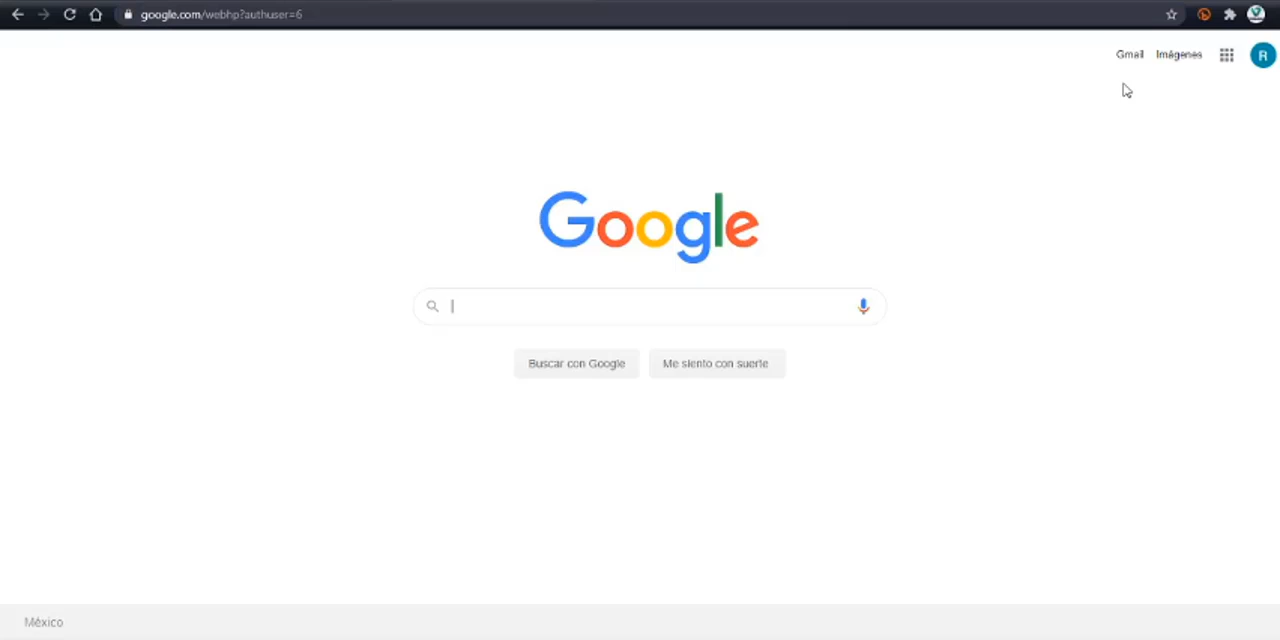 google.com/webhp?authuser=6
Gmail Imágenes
R
Google
Buscar con Google Me siento con suerte
México